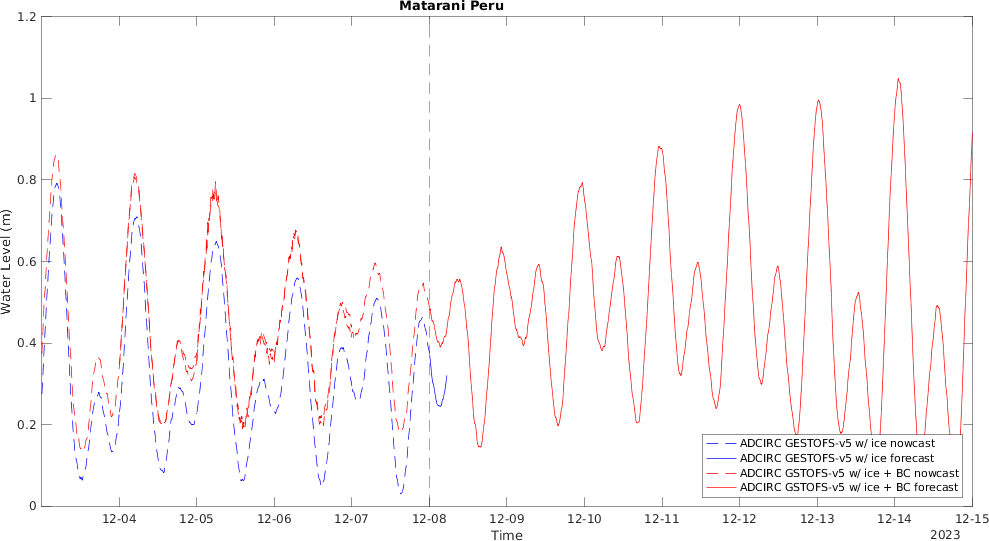 Matarani Peru
1.2
1
0.8
0.6
0.4
0.2
0
Water Level (m)
12-04
12-05
12-06
12-07
12-08
12-09
12-10
12-11
12-12
12-13
12-14
12-15
Time
2023
ADCIRC GESTOFS-v5 w/ ice nowcast
ADCIRC GESTOFS-v5 w/ ice forecast
ADCIRC GSTOFS-v5 w/ ice + BC nowcast
ADCIRC GSTOFS-v5 w/ ice + BC forecast